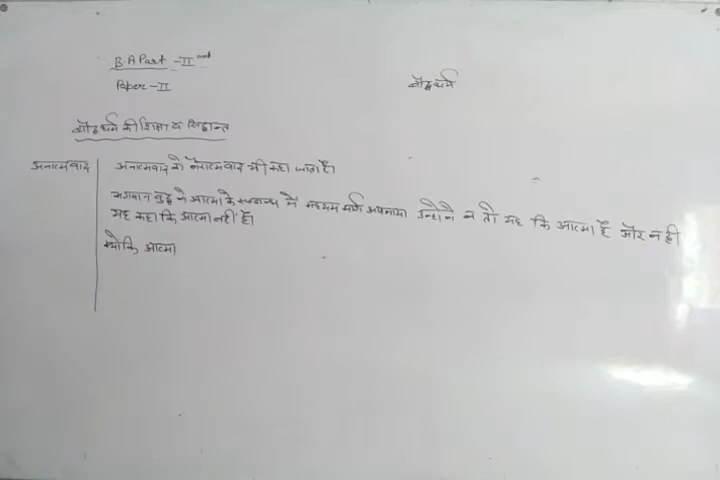 B.A Part - II nd
Paper - II
बौद्धधर्म
बौद्धधर्म की शिक्षा व सिद्धान्त
अनात्मवाद
अनात्मवाद को नैरात्मवाद भी कहा जाता है।
भगवान बुद्ध ने आत्मा के सम्बन्ध में मध्यम मार्ग अपनाया उन्होंने न तो यह कि आत्मा है और न ही
यह कहा कि आत्मा नहीं है।
क्योकि आत्मा